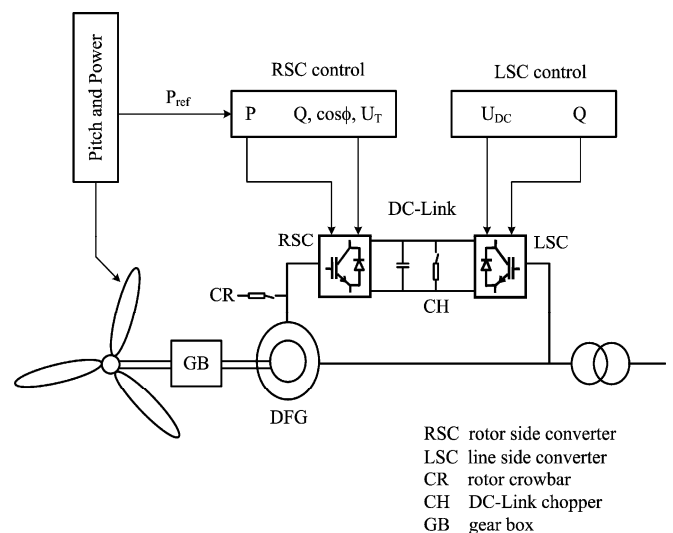 RSC control
LSC control
Pitch and Power
Pref
P Q, cosϕ, UT
UDC Q
DC-Link
RSC
LSC
CR
CH
GB
DFG
RSC rotor side converter
LSC line side converter
CR rotor crowbar
CH DC-Link chopper
GB gear box